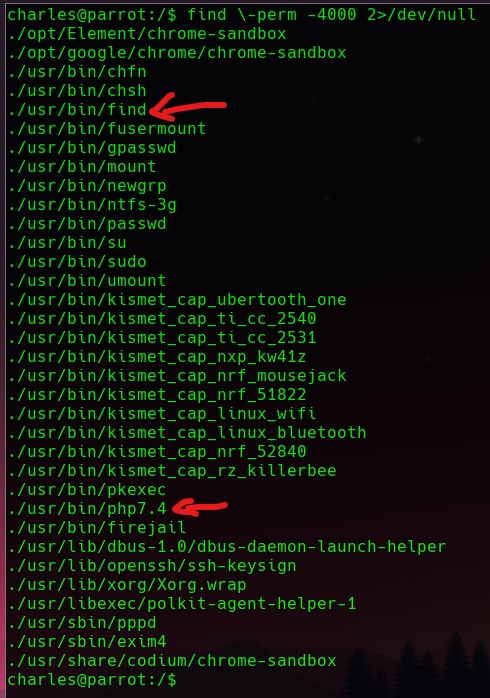 charles@parrot:/$ find \-perm -4000 2>/dev/null
./opt/Element/chrome-sandbox
./opt/google/chrome/chrome-sandbox
./usr/bin/chfn
./usr/bin/chsh
./usr/bin/find
./usr/bin/fusermount
./usr/bin/gpasswd
./usr/bin/mount
./usr/bin/newgrp
./usr/bin/ntfs-3g
./usr/bin/passwd
./usr/bin/su
./usr/bin/sudo
./usr/bin/umount
./usr/bin/kismet_cap_ubertooth_one
./usr/bin/kismet_cap_ti_cc_2540
./usr/bin/kismet_cap_ti_cc_2531
./usr/bin/kismet_cap_nxp_kw41z
./usr/bin/kismet_cap_nrf_mousejack
./usr/bin/kismet_cap_nrf_51822
./usr/bin/kismet_cap_linux_wifi
./usr/bin/kismet_cap_linux_bluetooth
./usr/bin/kismet_cap_nrf_52840
./usr/bin/kismet_cap_rz_killerbee
./usr/bin/pkexec
./usr/bin/php7.4
./usr/bin/firejail
./usr/lib/dbus-1.0/dbus-daemon-launch-helper
./usr/lib/openssh/ssh-keysign
./usr/lib/xorg/Xorg.wrap
./usr/libexec/polkit-agent-helper-1
./usr/sbin/pppd
./usr/sbin/exim4
./usr/share/codium/chrome-sandbox
charles@parrot:/$